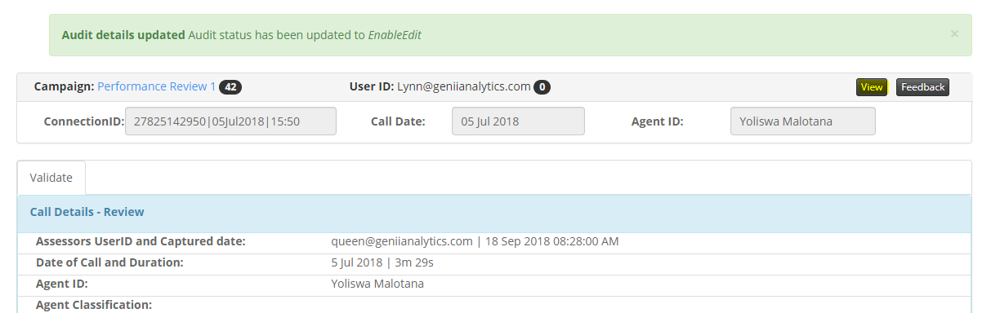 Audit details updated Audit status has been updated to EnableEdit ×
Campaign: Performance Review 1 42 User ID: Lynn@geniianalytics.com 0 View Feedback
ConnectionID: 27825142950|05Jul2018|15:50 Call Date: 05 Jul 2018 Agent ID: Yoliswa Malotana
Validate
Call Details - Review
Assessors UserID and Captured date: queen@geniianalytics.com | 18 Sep 2018 08:28:00 AM
Date of Call and Duration: 5 Jul 2018 | 3m 29s
Agent ID: Yoliswa Malotana
Agent Classification: